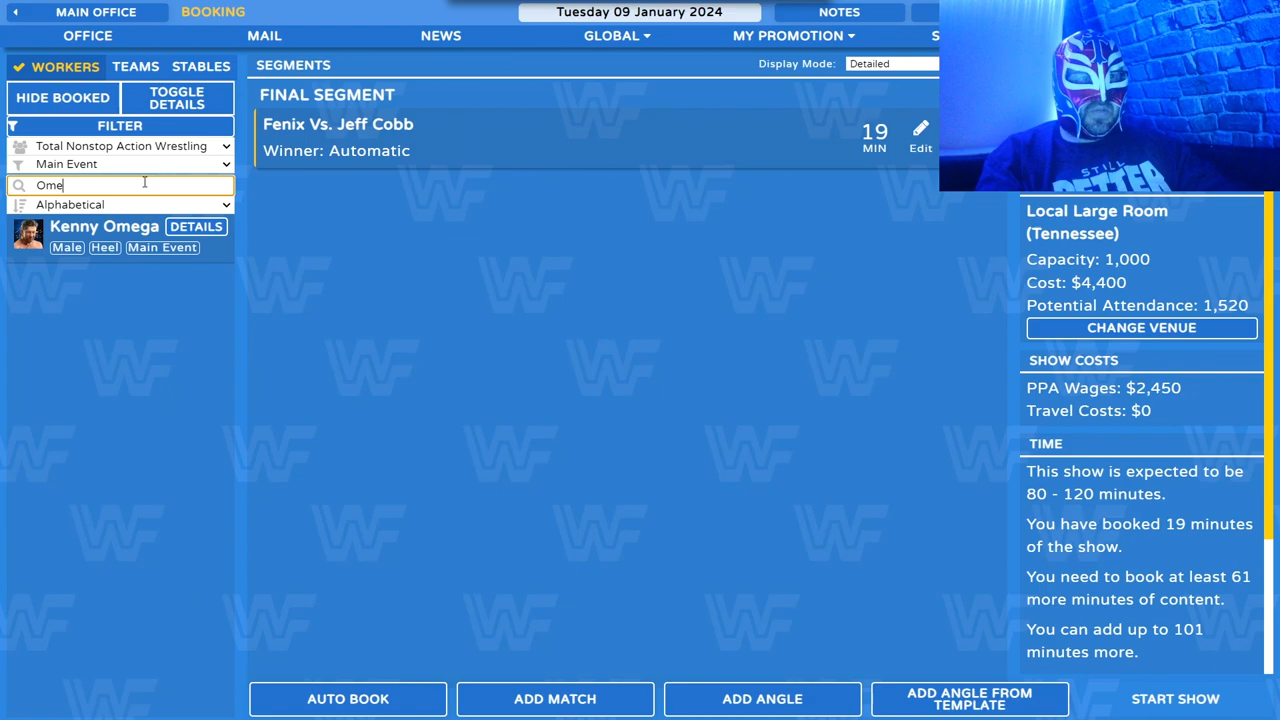 MAIN OFFICE
BOOKING
Tuesday 09 January 2024
NOTES
OFFICE
MAIL
NEWS
GLOBAL
MY PROMOTION
S
WORKERS
TEAMS
STABLES
SEGMENTS
Display Mode:
Detailed
HIDE BOOKED
TOGGLE
DETAILS
FILTER
Total Nonstop Action Wrestling
Main Event
Ome
Alphabetical
Kenny Omega
DETAILS
Male
Heel
Main Event
FINAL SEGMENT
Fenix Vs. Jeff Cobb
Winner: Automatic
19
MIN
Edit
STILL
BETTER
Local Large Room
(Tennessee)
Capacity: 1,000
Cost: $4,400
Potential Attendance: 1,520
CHANGE VENUE
SHOW COSTS
PPA Wages: $2,450
Travel Costs: $0
TIME
This show is expected to be
80 - 120 minutes.
You have booked 19 minutes
of the show.
You need to book at least 61
more minutes of content.
You can add up to 101
minutes more.
AUTO BOOK
ADD MATCH
ADD ANGLE
ADD ANGLE FROM
TEMPLATE
START SHOW